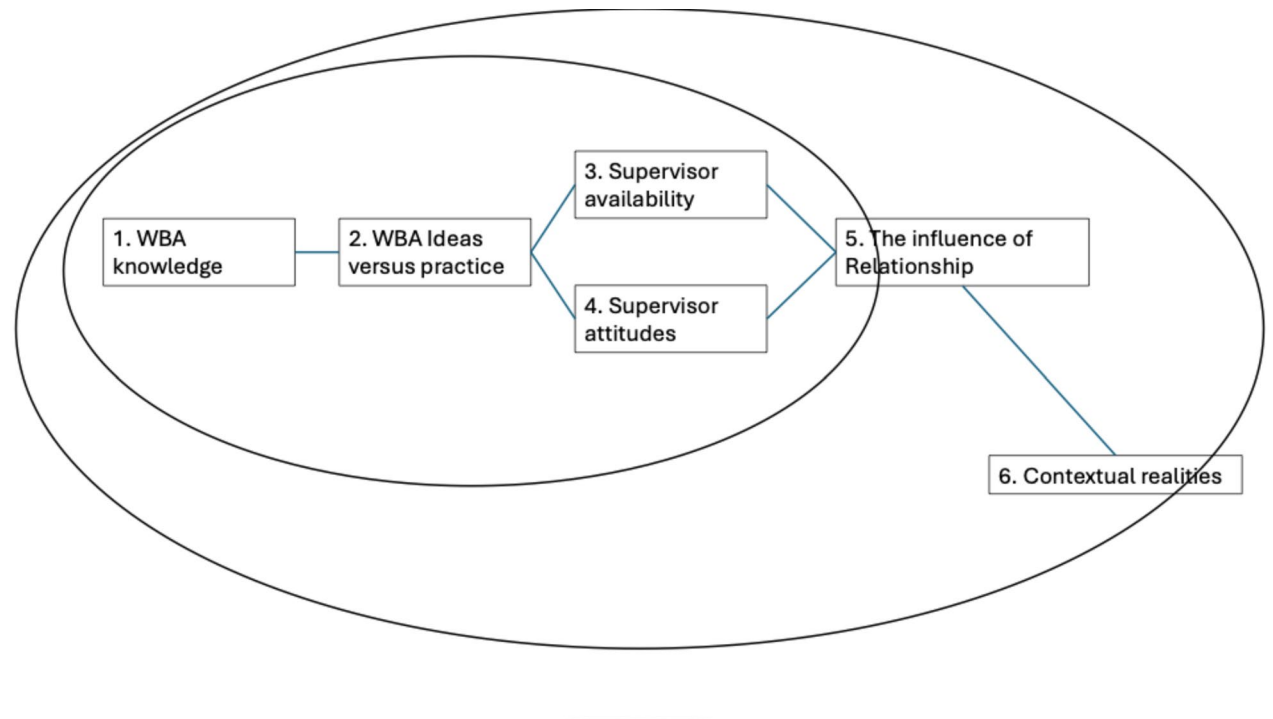 3. Supervisor
availability
1. WBA
knowledge
2. WBA Ideas
versus practice
5. The influence of
Relationship
4. Supervisor
attitudes
6. Contextual realities